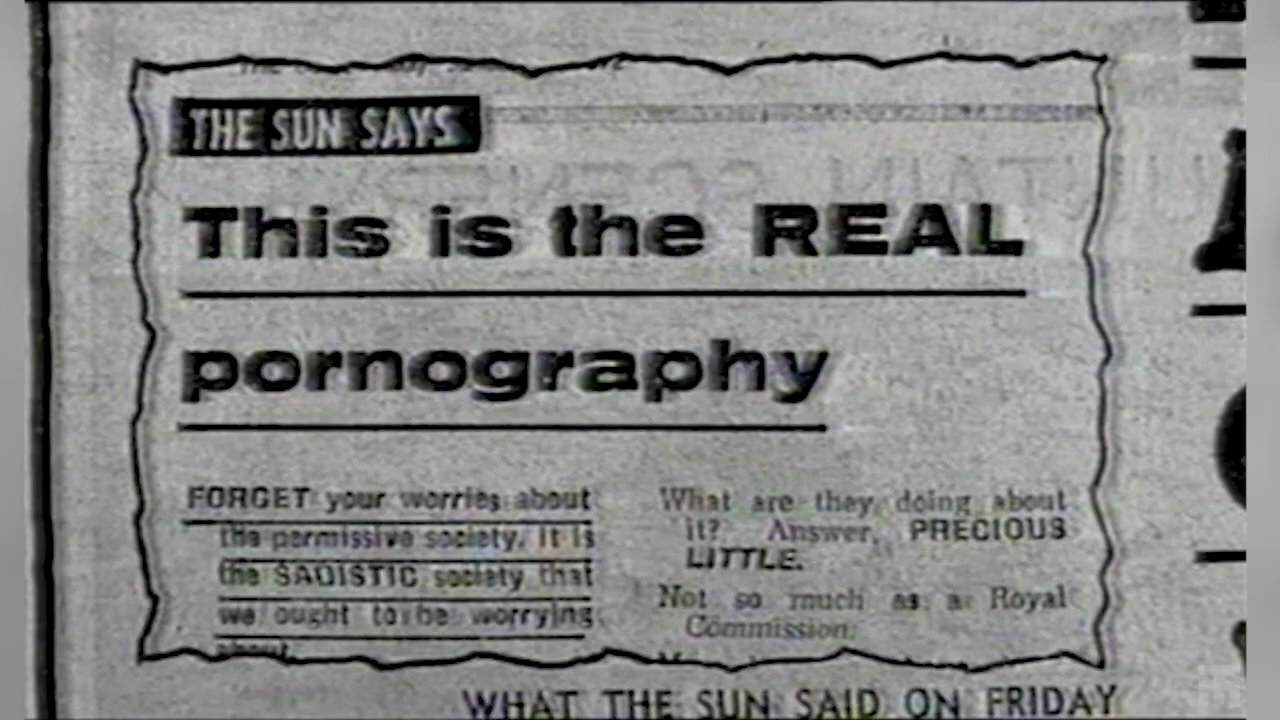 THE SUN SAYS
This is the REAL
pornography
FORGET your worries about
the permissive society. It is
the SADISTIC society that
we ought to be worrying
about.
What are they doing about
it? Answer, PRECIOUS
LITTLE.
Not so much as a Royal
Commission.
WHAT THE SUN SAID ON FRIDAY